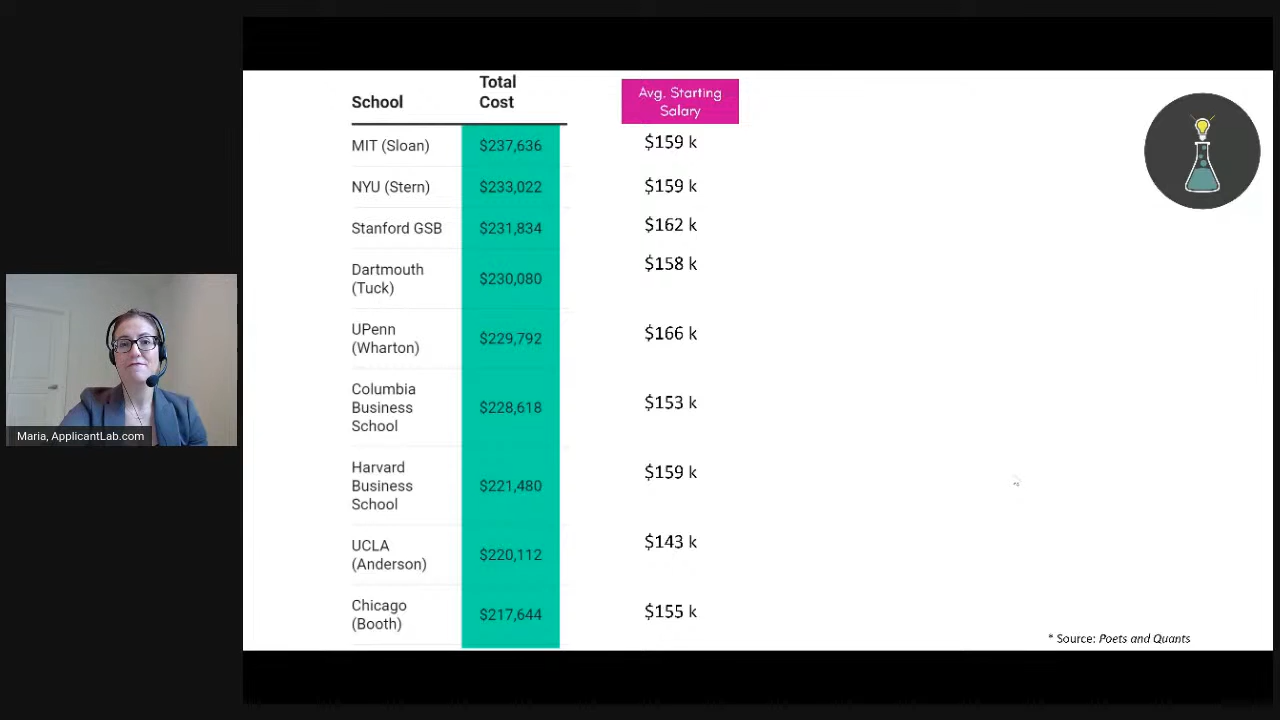 School
Total
Cost
Avg. Starting
Salary
MIT (Sloan) $237,636 $159 k
NYU (Stern) $233,022 $159 k
Stanford GSB $231,834 $162 k
Dartmouth
(Tuck)
$230,080 $158 k
UPenn
(Wharton)
$229,792 $166 k
Columbia
Business
School
$228,618 $153 k
Harvard
Business
School
$221,480 $159 k
UCLA
(Anderson)
$220,112 $143 k
Chicago
(Booth)
$217,644 $155 k
* Source: Poets and Quants
Maria, ApplicantLab.com